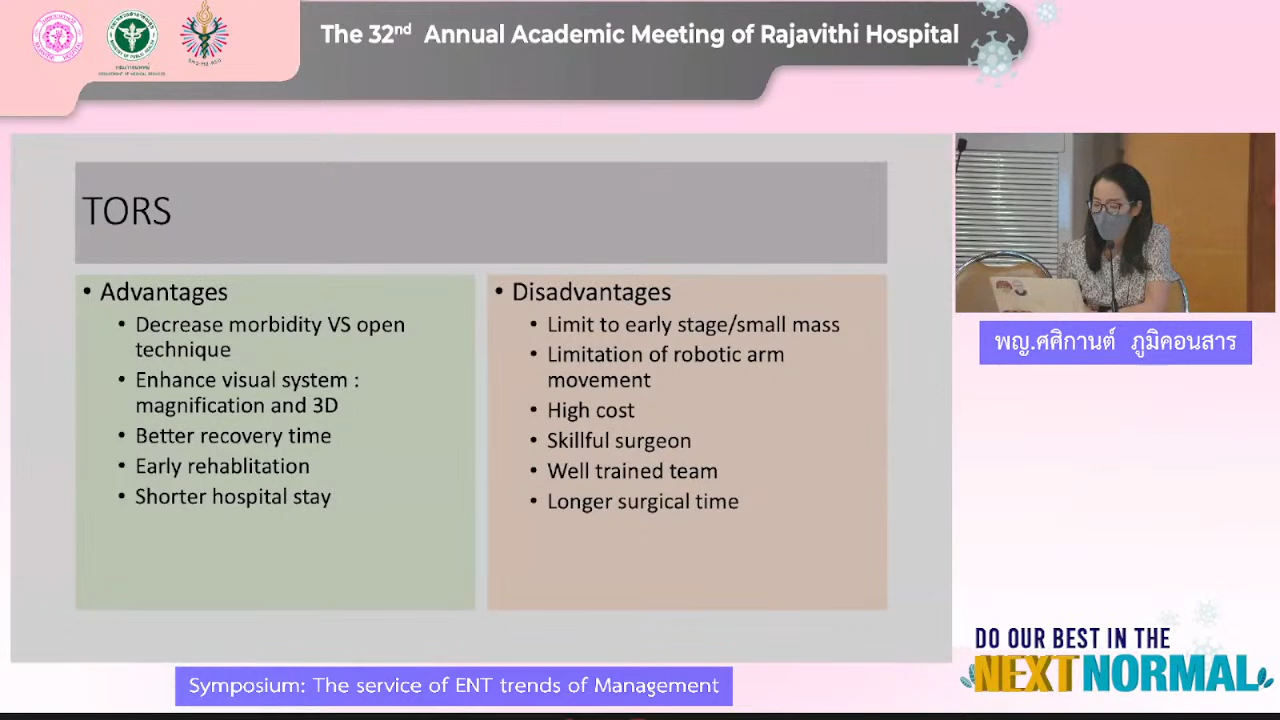 The 32nd Annual Academic Meeting of Rajavithi Hospital
TORS
• Advantages
• Decrease morbidity VS open
technique
• Enhance visual system :
magnification and 3D
• Better recovery time
• Early rehablitation
• Shorter hospital stay
• Disadvantages
• Limit to early stage/small mass
• Limitation of robotic arm
movement
• High cost
• Skillful surgeon
• Well trained team
• Longer surgical time
พญ.ศศิกานต์ ภูมิคอนสาร
DO OUR BEST IN THE
NEXT NORMAL
Symposium: The service of ENT trends of Management